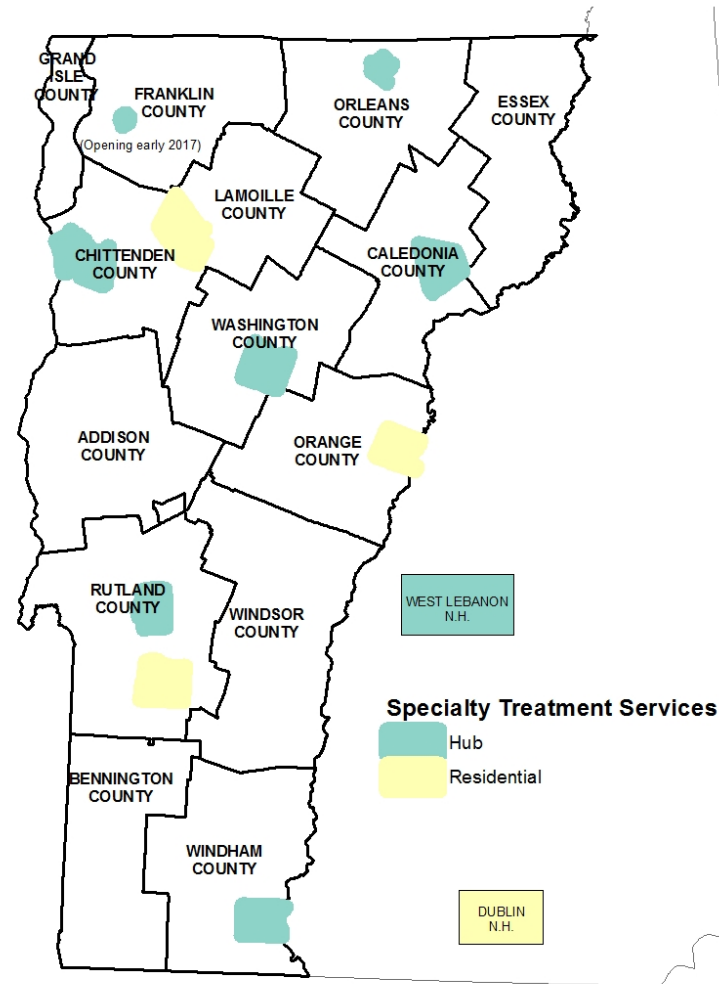 GRAND
ISLE
COUNTY
FRANKLIN
COUNTY
(Opening early 2017)
ORLEANS
COUNTY
ESSEX
COUNTY
LAMOILLE
COUNTY
CHITTENDEN
COUNTY
CALEDONIA
COUNTY
WASHINGTON
COUNTY
ADDISON
COUNTY
ORANGE
COUNTY
RUTLAND
COUNTY
WINDSOR
COUNTY
WEST LEBANON
N.H.
Specialty Treatment Services
Hub
Residential
BENNINGTON
COUNTY
WINDHAM
COUNTY
DUBLIN
N.H.